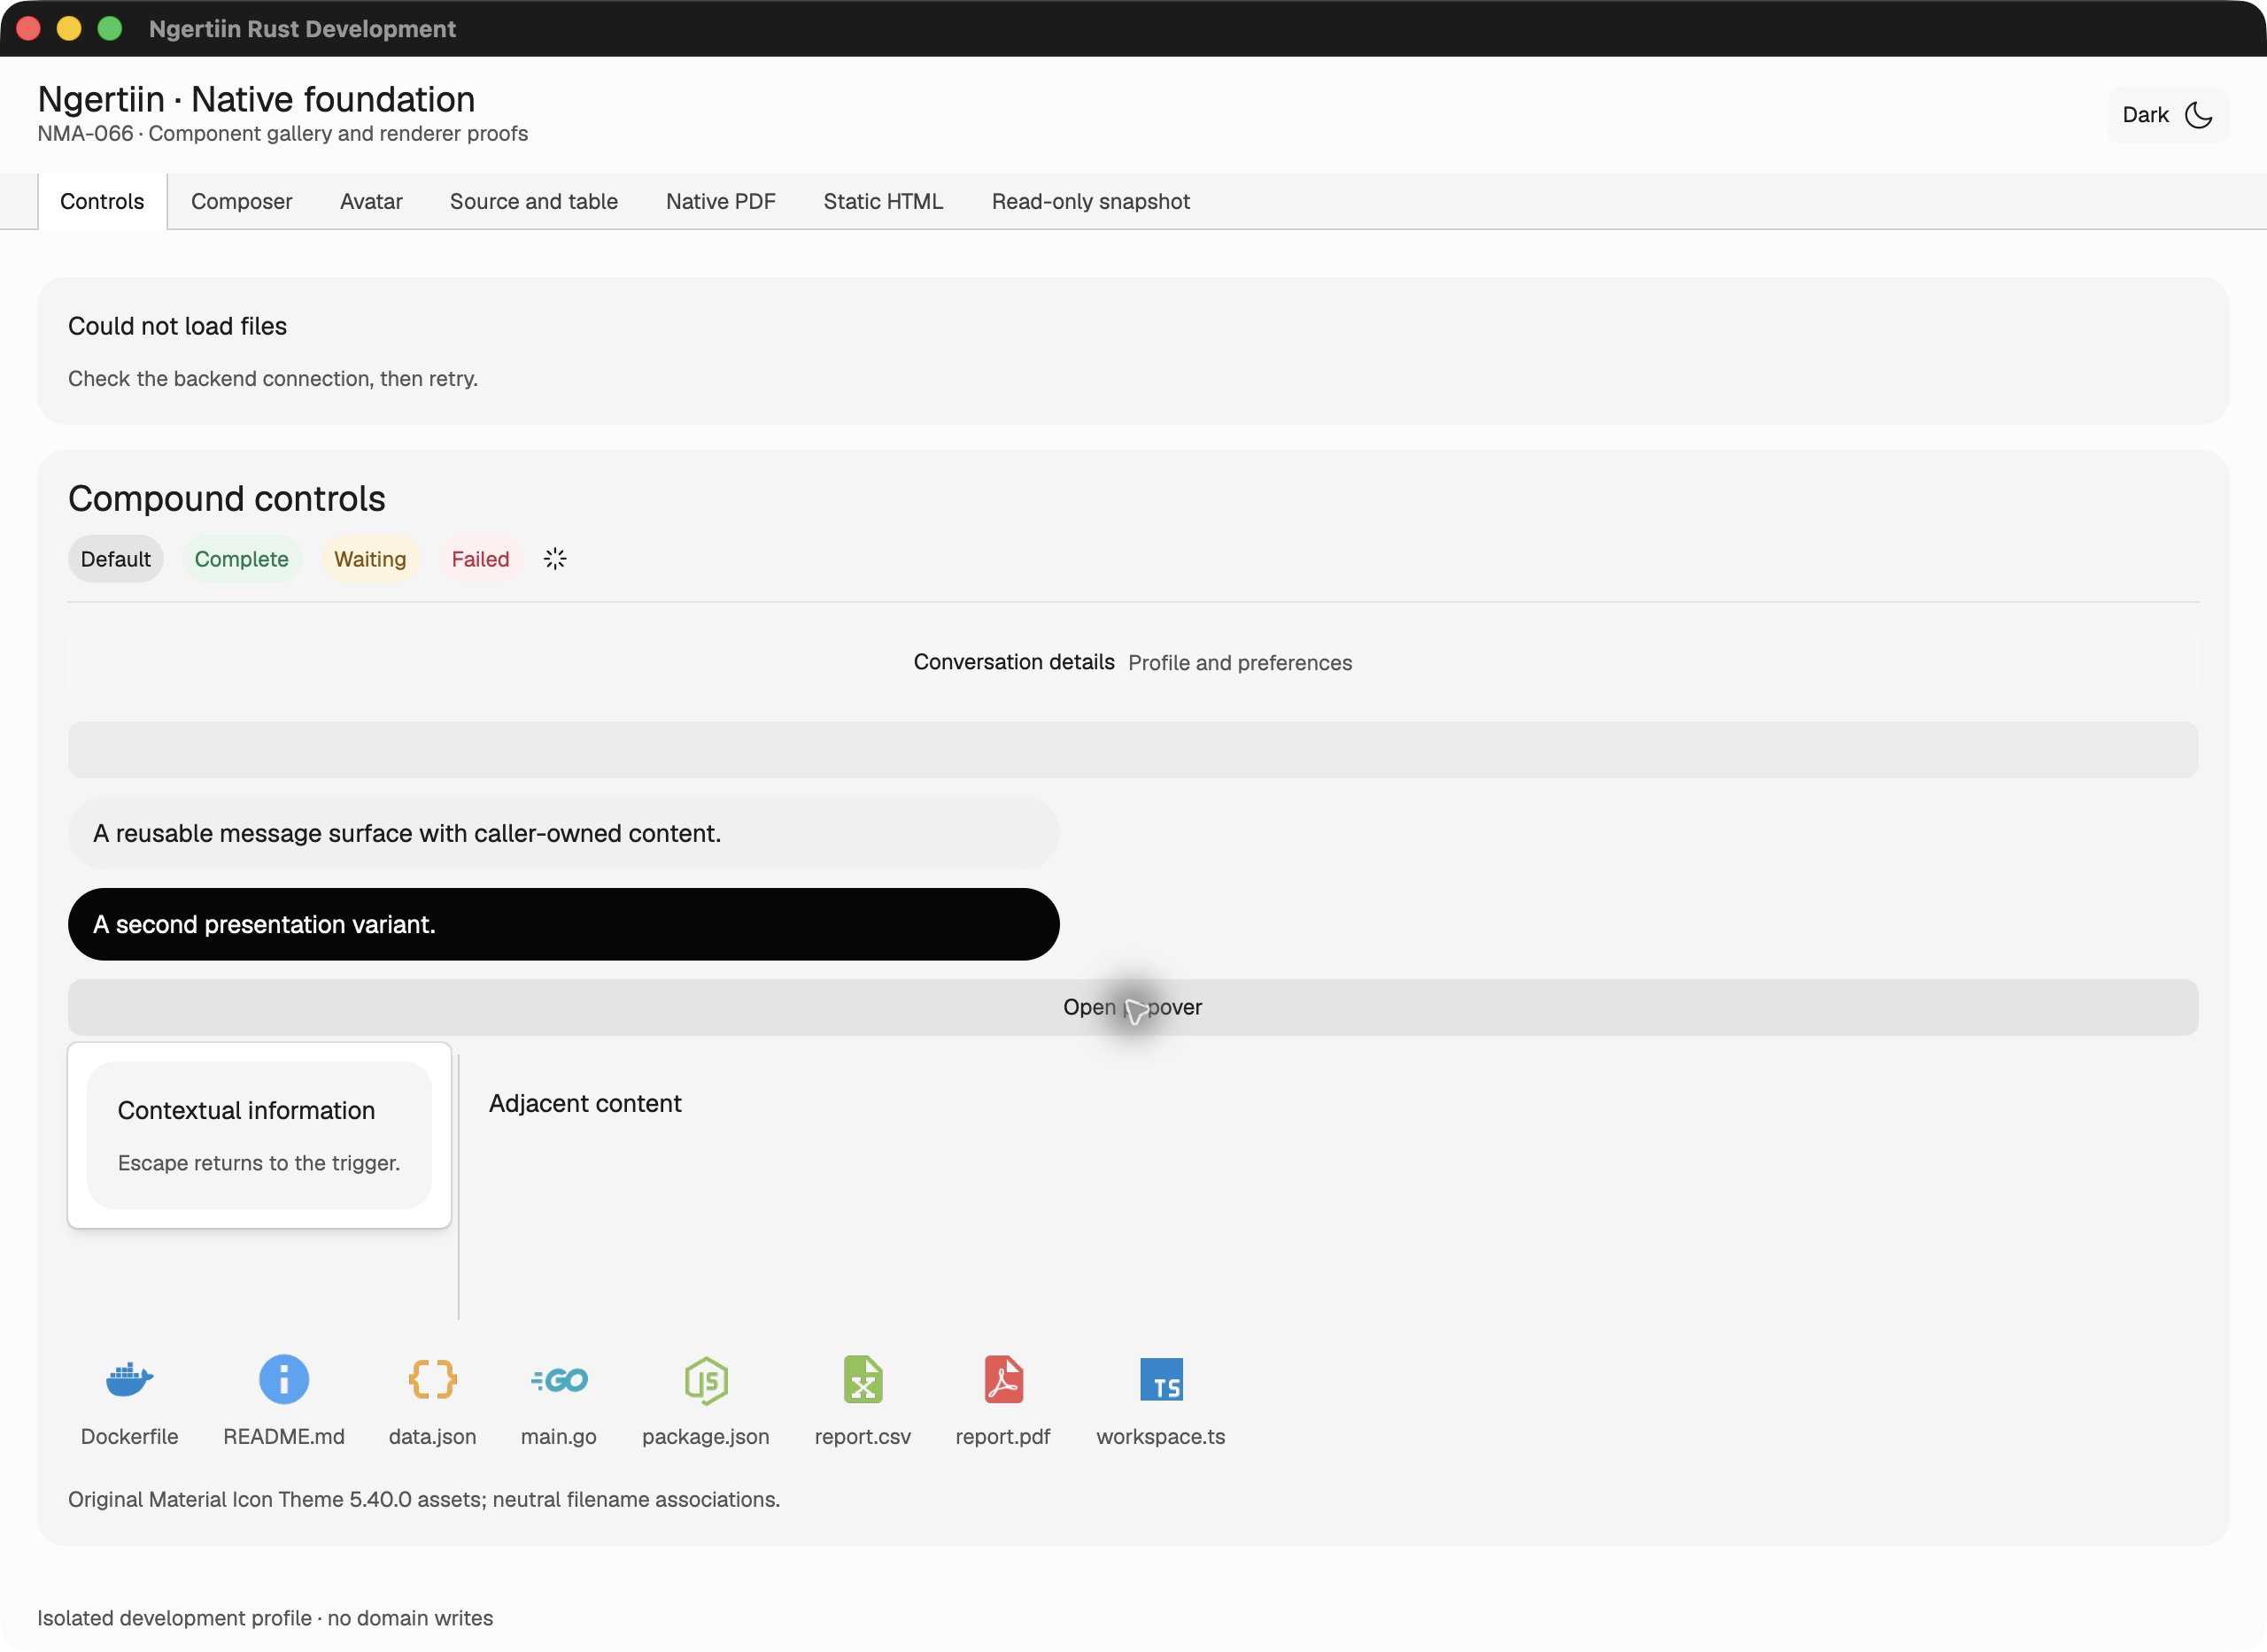 Ngertiin Rust Development
Ngertiin · Native foundation
NMA-066 · Component gallery and renderer proofs
Dark
Controls Composer Avatar Source and table Native PDF Static HTML Read-only snapshot
Could not load files
Check the backend connection, then retry.
Compound controls
Default Complete Waiting Failed
Conversation details Profile and preferences
A reusable message surface with caller-owned content.
A second presentation variant.
Open popover
Contextual information
Escape returns to the trigger.
Adjacent content
GO JS TS
Dockerfile README.md data.json main.go package.json report.csv report.pdf workspace.ts
Original Material Icon Theme 5.40.0 assets; neutral filename associations.
Isolated development profile · no domain writes